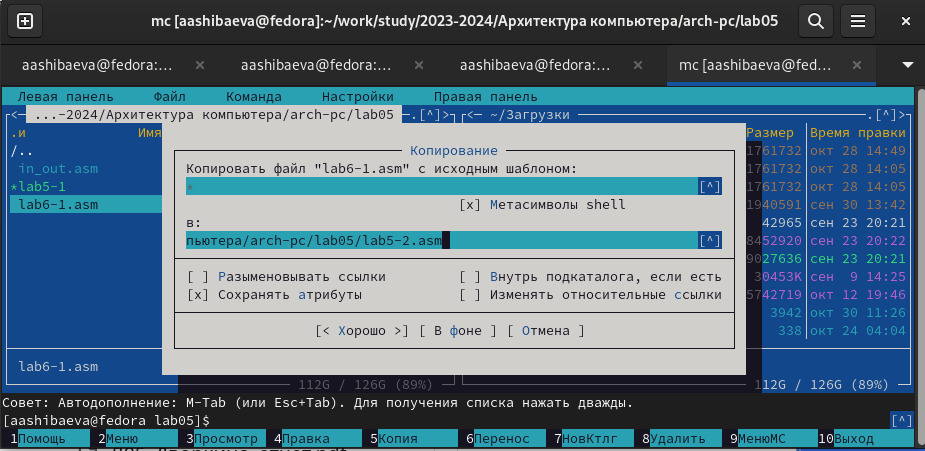 mc [aashibaeva@fedora]:~/work/study/2023-2024/Архитектура компьютера/arch-pc/lab05
aashibaeva@fedora:... × aashibaeva@fedora:... × aashibaeva@fedora:... × mc [aashibaeva@fed... ×
Левая панель Файл Команда Настройки Правая панель
<— ...-2024/Архитектура компьютера/arch-pc/lab05 —.[^]> <— ~/Загрузки .[^]>
.и Имя Размер Время правки
/.. 1761732 окт 28 14:49
in_out.asm 1761732 окт 28 14:05
*lab5-1 1761732 окт 28 14:05
lab6-1.asm 1940591 сен 30 13:42
42965 сен 23 20:21
8452920 сен 23 20:22
9027636 сен 23 20:21
30453K сен 9 14:25
5742719 окт 12 19:46
3942 окт 30 11:26
338 окт 24 04:04
Копирование
Копировать файл "lab6-1.asm" с исходным шаблоном:
* [^]
[x] Метасимволы shell
в:
пьютера/arch-pc/lab05/lab5-2.asm [^]
[ ] Разыменовывать ссылки [ ] Внутрь подкаталога, если есть
[x] Сохранять атрибуты [ ] Изменять относительные ссылки
[< Хорошо >] [ В фоне ] [ Отмена ]
lab6-1.asm
112G / 126G (89%) 112G / 126G (89%)
Совет: Автодополнение: M-Tab (или Esc+Tab). Для получения списка нажать дважды.
[aashibaeva@fedora lab05]$ [^]
1Помощь 2Меню 3Просмотр 4Правка 5Копия 6Перенос 7НовКтлг 8Удалить 9МенюMC 10Выход